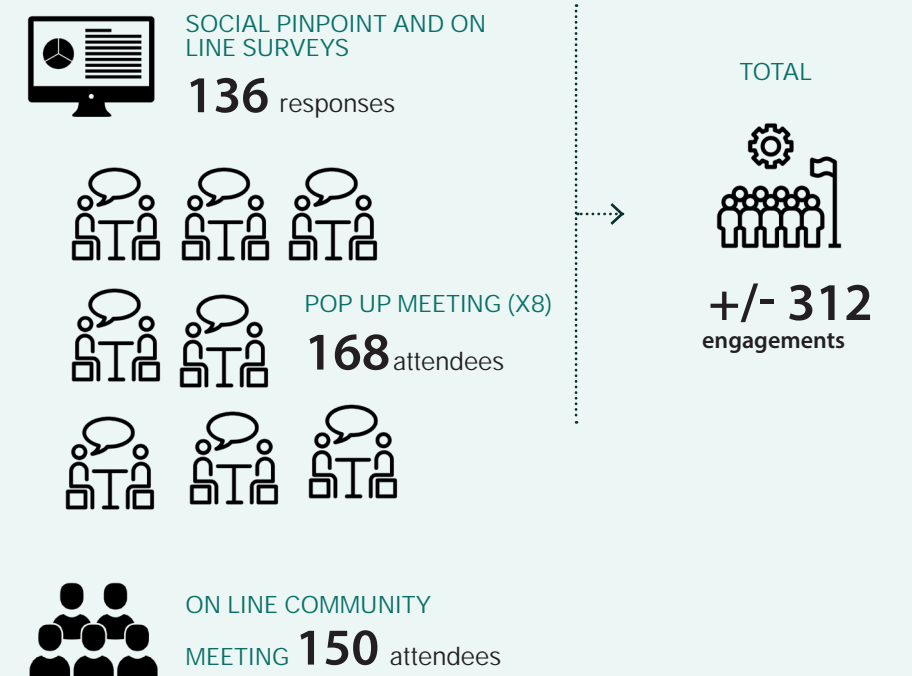 SOCIAL PINPOINT AND ON
LINE SURVEYS
136 responses
POP UP MEETING (X8)
168 attendees
ON LINE COMMUNITY
MEETING 150 attendees
TOTAL
+/- 312
engagements